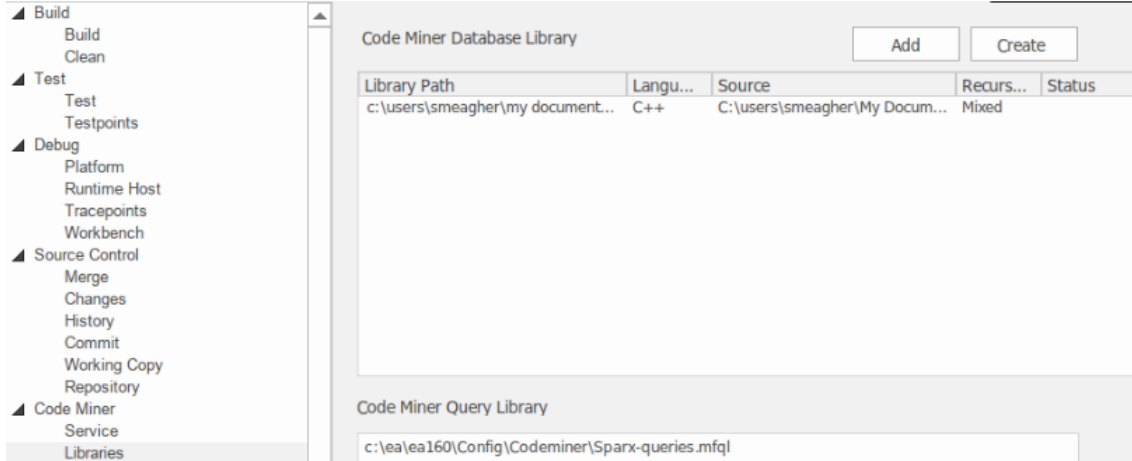 Build
Build
Clean
Test
Test
Testpoints
Debug
Platform
Runtime Host
Tracepoints
Workbench
Source Control
Merge
Changes
History
Commit
Working Copy
Repository
Code Miner
Service
Libraries
Code Miner Database Library
Add
Create
Library Path Langu... Source Recurs... Status
c:\users\smeagher\my document... C++ C:\users\smeagher\My Docum... Mixed
Code Miner Query Library
c:\ea\ea160\Config\Codeminer\Sparx-queries.mfql